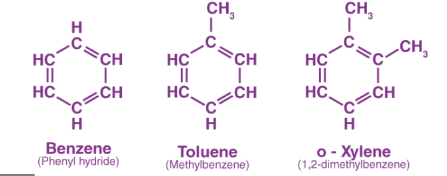 CH3 CH3
H
C C C CH3
HC CH HC CH HC C
HC CH HC CH HC CH
C C C
H H H
Benzene Toluene o - Xylene
(Phenyl hydride) (Methylbenzene) (1,2-dimethylbenzene)